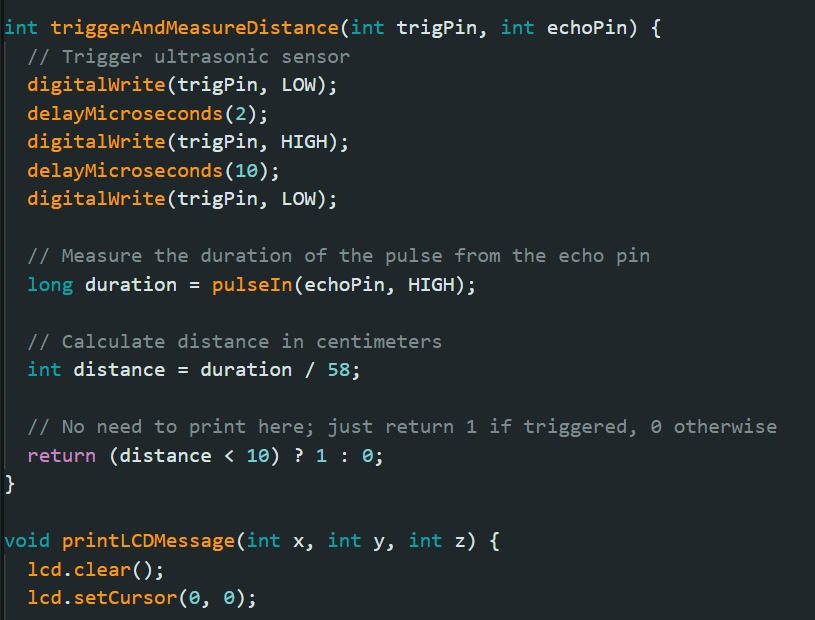 int triggerAndMeasureDistance(int trigPin, int echoPin) {
  // Trigger ultrasonic sensor
  digitalWrite(trigPin, LOW);
  delayMicroseconds(2);
  digitalWrite(trigPin, HIGH);
  delayMicroseconds(10);
  digitalWrite(trigPin, LOW);

  // Measure the duration of the pulse from the echo pin
  long duration = pulseIn(echoPin, HIGH);

  // Calculate distance in centimeters
  int distance = duration / 58;

  // No need to print here; just return 1 if triggered, 0 otherwise
  return (distance < 10) ? 1 : 0;
}

void printLCDMessage(int x, int y, int z) {
  lcd.clear();
  lcd.setCursor(0, 0);